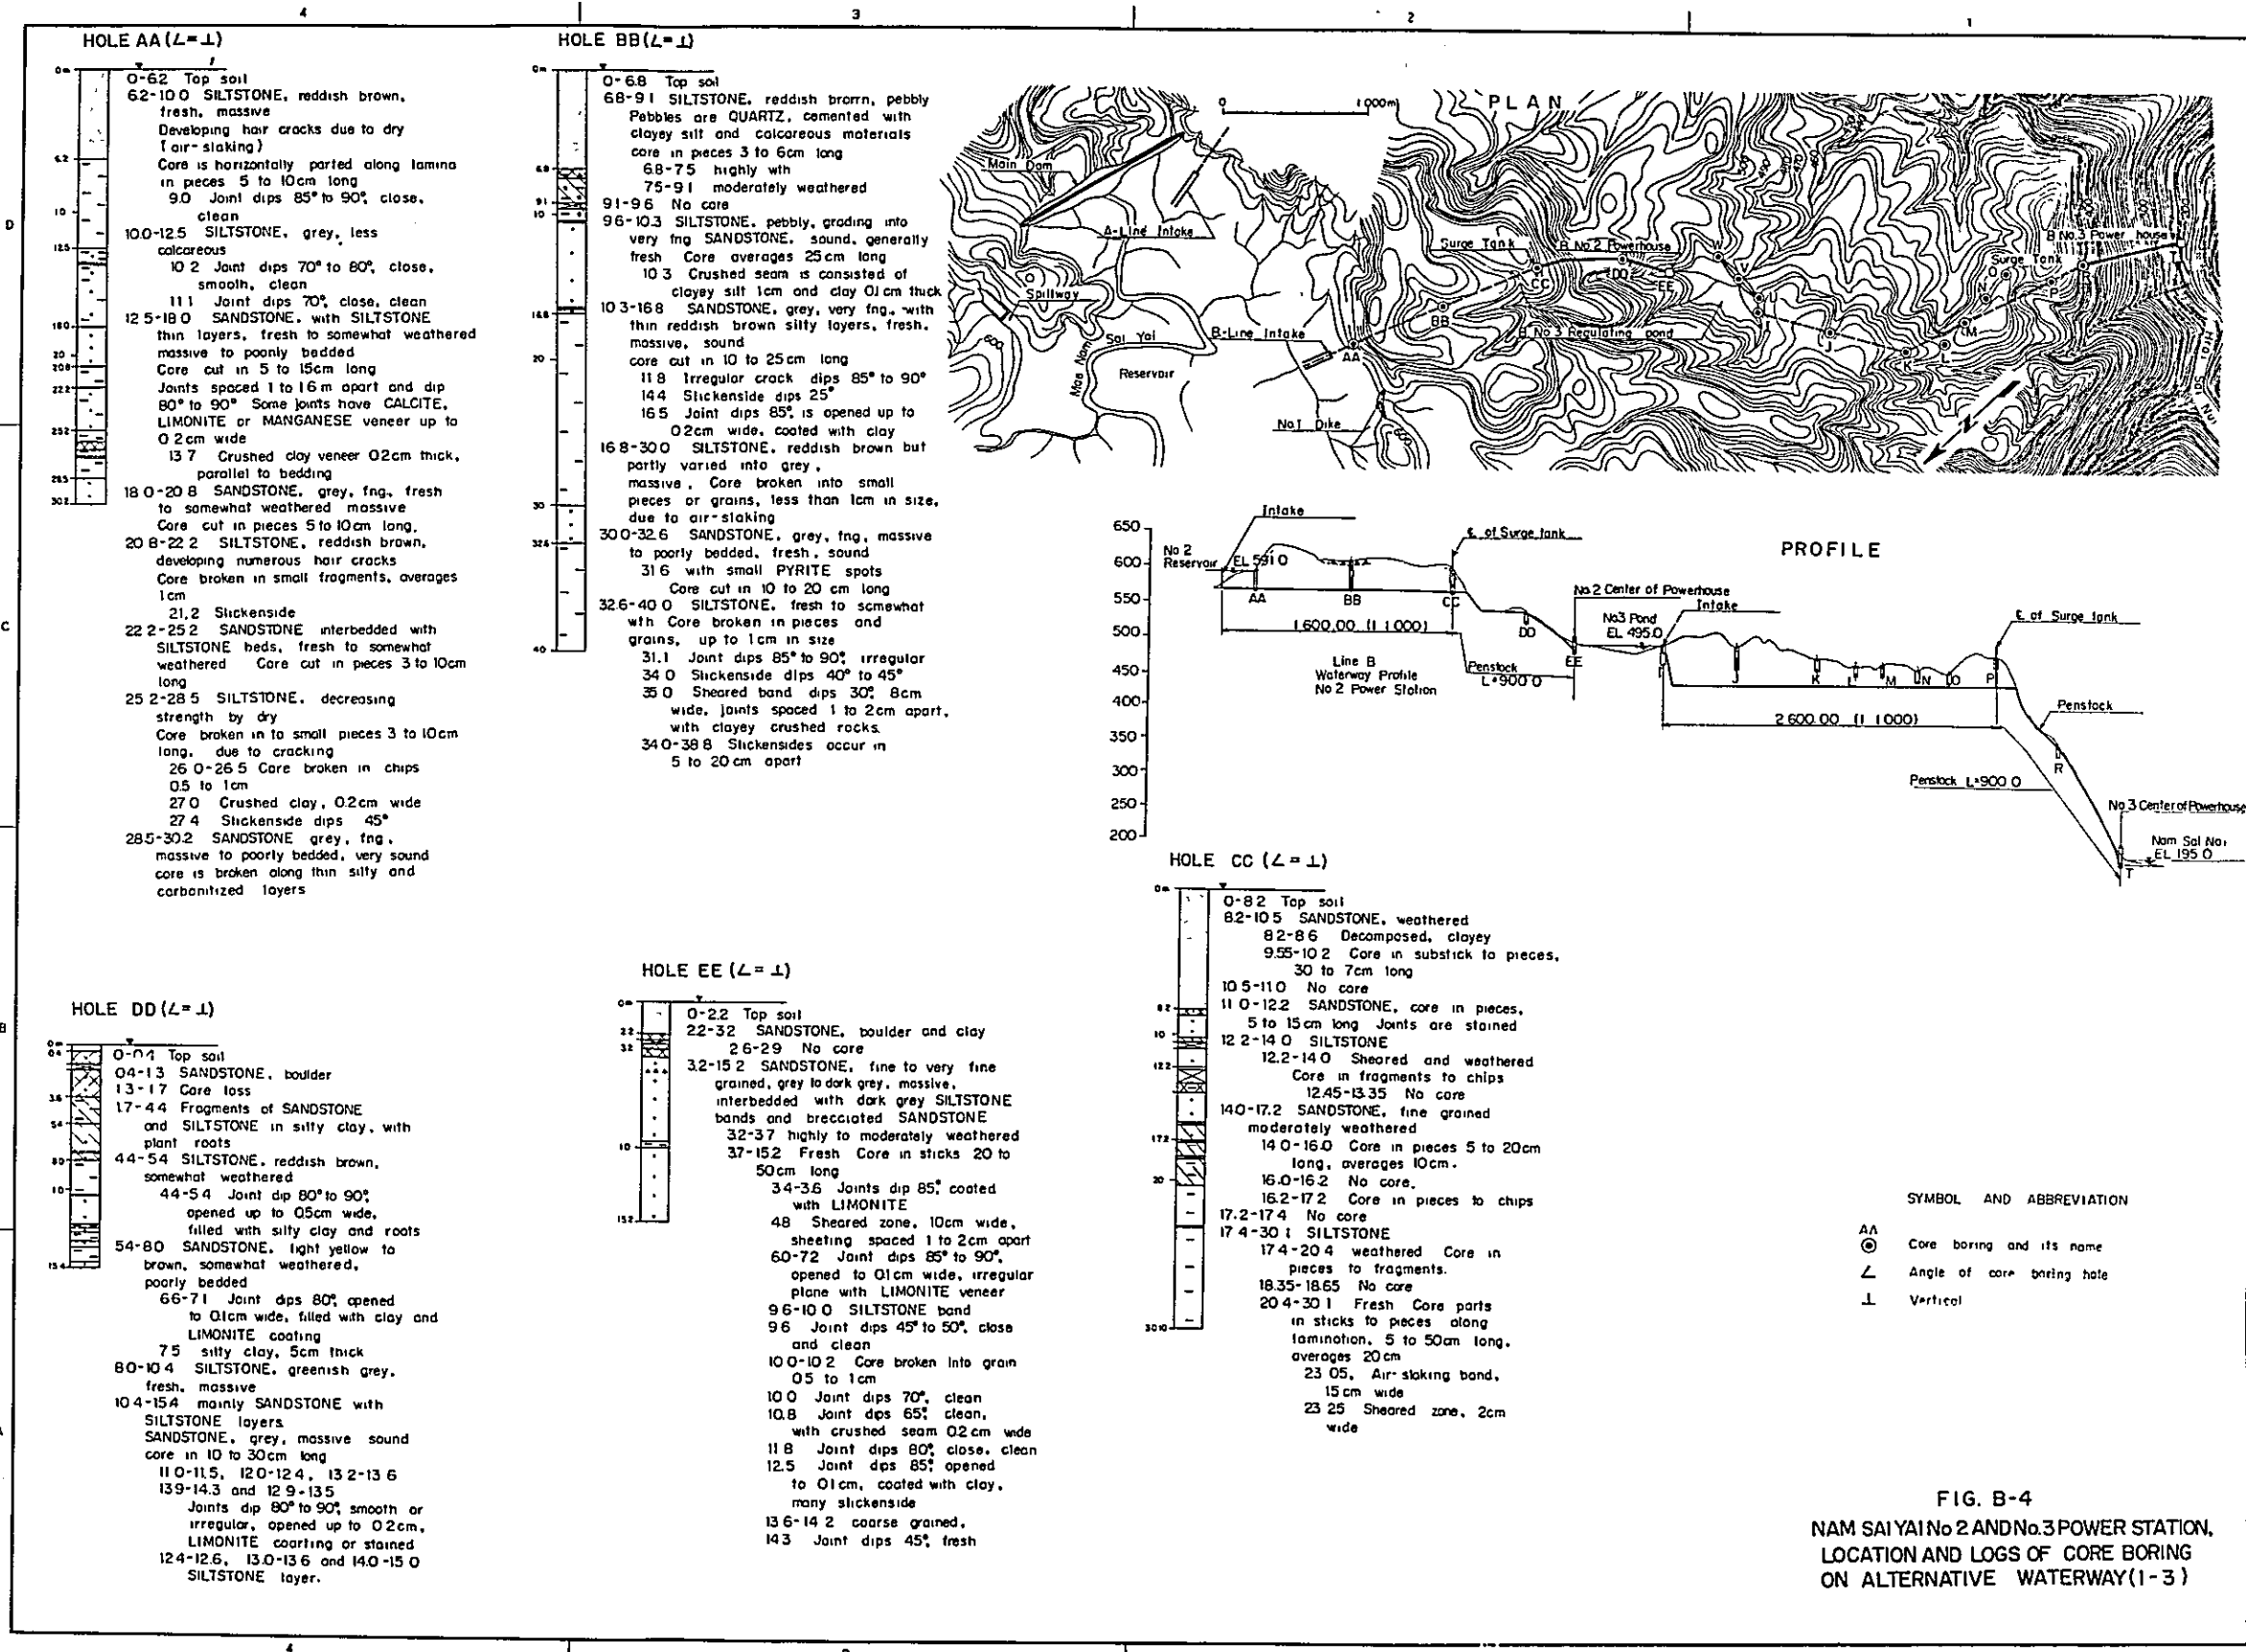 4
3
2
1
HOLE AA (∠=⊥)
0m
0-6.2 Top soil
6.2-10.0 SILTSTONE, reddish brown,
fresh, massive
Developing hair cracks due to dry
(air-slaking)
Core is horizontally parted along lamina
in pieces 5 to 10cm long
9.0 Joint dips 85° to 90°, close,
clean
10.0-12.5 SILTSTONE, grey, less
calcareous
10 2 Joint dips 70° to 80°, close,
smooth, clean
11 1 Joint dips 70°, close, clean
12 5-18 0 SANDSTONE, with SILTSTONE
thin layers, fresh to somewhat weathered
massive to poonly bedded
Core cut in 5 to 15cm long
Joints spaced 1 to 1 6 m apart and dip
80° to 90° Some joints have CALCITE,
LIMONITE or MANGANESE veneer up to
0 2cm wide
13 7 Crushed clay veneer 0.2cm thick,
parallel to bedding
18 0-20 8 SANDSTONE, grey, fng., fresh
to somewhat weathered massive
Core cut in pieces 5 to 10cm long,
20 8-22 2 SILTSTONE, reddish brown,
developing numerous hair cracks
Core broken in small fragments, averages
1cm
21.2 Slickenside
22 2-25 2 SANDSTONE interbedded with
SILTSTONE beds, fresh to somewhat
weathered Core cut in pieces 3 to 10cm
long
25 2-28 5 SILTSTONE, decreasing
strength by dry
Core broken in to small pieces 3 to 10cm
long, due to cracking
26 0-26 5 Core broken in chips
0.5 to 1cm
27 0 Crushed clay, 0.2cm wide
27 4 Slickenside dips 45°
28.5-30.2 SANDSTONE grey, fng,
massive to poorly bedded, very sound
core is broken along thin silty and
carbonitized layers
HOLE BB (∠=⊥)
0m
0-6.8 Top soil
6.8-9 1 SILTSTONE, reddish brorrn, pebbly
Pebbles are QUARTZ, cemented with
clayey silt and calcareous materials
core in pieces 3 to 6cm long
6.8-7 5 highly wth
7.5-9 1 moderately weathered
9 1-9 6 No core
9 6-10.3 SILTSTONE, pebbly, grading into
very fng SANDSTONE, sound, generally
fresh Core averages 25cm long
10 3 Crushed seam is consisted of
clayey silt 1cm and clay 0.1cm thick
10 3-16.8 SANDSTONE, grey, very fng., with
thin reddish brown silty layers, fresh,
massive, sound
core cut in 10 to 25cm long
11 8 Irregular crack dips 85° to 90°
14 4 Slickenside dips 25°
16 5 Joint dips 85°, is opened up to
0 2cm wide, coated with clay
16 8-30 0 SILTSTONE, reddish brown but
partly varied into grey,
massive, Core broken into small
pieces or grains, less than 1cm in size,
due to air-slaking
30 0-32 6 SANDSTONE, grey, fng, massive
to poorly bedded, fresh, sound
31 6 with small PYRITE spots
Core cut in 10 to 20 cm long
32.6-40 0 SILTSTONE, fresh to somewhat
wth Core broken in pieces and
grains, up to 1cm in size
31.1 Joint dips 85° to 90°, irregular
34 0 Slickenside dips 40° to 45°
35 0 Sheared band dips 30°, 8cm
wide, joints spaced 1 to 2cm apart,
with clayey crushed rocks
34 0-38 8 Slickensides occur in
5 to 20 cm apart
0 1 000m
PLAN
Main Dam
A-Line Intake
Spillway
Mae Nam
Sai Yai
Reservoir
B-Line Intake
No.1 Dike
600
Surge Tank
B No 2 Powerhouse
B No 3 Regulating pond
B No.3 Power house
Surge Tank
AA
BB
CC
DD
EE
W
V
U
I
J
K
L
M
N
O
P
R
T
PROFILE
650
600
550
500
450
400
350
300
250
200
Intake
No 2
Reservoir
EL 591 0
℄ of Surge tank
AA
BB
CC
DD
EE
1 600.00 (1 1 000)
Line B
Waterway Profile
No 2 Power Station
Penstock
L=900 0
No.2 Center of Powerhouse
No3 Pond
EL 495.0
Intake
J
K
L
M
N
O
P
℄ of Surge tank
2 600.00 (1 1 000)
Penstock
R
Penstock L=900 0
No 3 Center of Powerhouse
EL 195 0
T
HOLE CC (∠=⊥)
0m
0-8.2 Top soil
8.2-10 5 SANDSTONE, weathered
8 2-8 6 Decomposed, clayey
9.55-10 2 Core in substick to pieces,
30 to 7cm long
10 5-11 0 No core
11 0-12.2 SANDSTONE, core in pieces,
5 to 15 cm long Joints are stained
12 2-14 0 SILTSTONE
12.2-14 0 Sheared and weathered
Core in fragments to chips
12.45-13.35 No core
14.0-17.2 SANDSTONE, fine grained
moderately weathered
14 0-16.0 Core in pieces 5 to 20cm
long, averages 10cm.
16.0-16 2 No core.
16.2-17 2 Core in pieces to chips
17.2-17 4 No core
17 4-30 1 SILTSTONE
17 4-20 4 weathered Core in
pieces to fragments.
18.35-18.65 No core
20 4-30 1 Fresh Core parts
in sticks to pieces along
lamination, 5 to 50cm long,
averages 20 cm
23 05, Air-slaking band,
15 cm wide
23 25 Sheared zone, 2cm
wide
HOLE EE (∠=⊥)
0m
0-2.2 Top soil
2.2-3.2 SANDSTONE, boulder and clay
2.6-2.9 No core
3.2-15 2 SANDSTONE, fine to very fine
grained, grey to dark grey, massive,
interbedded with dark grey SILTSTONE
bands and brecciated SANDSTONE
3.2-3.7 highly to moderately weathered
3.7-15.2 Fresh Core in sticks 20 to
50cm long
3.4-3.6 Joints dip 85°, coated
with LIMONITE
4.8 Sheared zone, 10cm wide,
sheeting spaced 1 to 2cm apart
6.0-7.2 Joint dips 85° to 90°,
opened to 0.1cm wide, irregular
plane with LIMONITE veneer
9 6-10 0 SILTSTONE band
9 6 Joint dips 45° to 50°, close
and clean
10 0-10 2 Core broken into grain
0.5 to 1cm
10 0 Joint dips 70°, clean
10.8 Joint dps 65°, clean,
with crushed seam 0.2 cm wide
11 8 Joint dips 80°, close, clean
12.5 Joint dps 85°, opened
to 0.1cm, coated with clay,
many slickenside
13 6-14 2 coarse grained,
14 3 Joint dips 45°, fresh
HOLE DD (∠=⊥)
0m
0-0.4 Top soil
0.4-1 3 SANDSTONE, boulder
1 3-1 7 Core loss
1.7-4 4 Fragments of SANDSTONE
and SILTSTONE in silty clay, with
plant roots
4 4-5 4 SILTSTONE, reddish brown,
somewhat weathered
4 4-5 4 Joint dip 80° to 90°,
opened up to 0.5cm wide,
filled with silty clay and roots
5 4-8 0 SANDSTONE, light yellow to
brown, somewhat weathered,
poorly bedded
6 6-7 1 Joint dips 80°, opened
to 0.1cm wide, filled with clay and
LIMONITE coating
7 5 silty clay, 5cm thick
8 0-10 4 SILTSTONE, greenish grey,
fresh, massive
10 4-15.4 mainly SANDSTONE with
SILTSTONE layers
SANDSTONE, grey, massive sound
core in 10 to 30cm long
11 0-11.5, 12.0-12 4, 13 2-13 6
13.9-14.3 and 12 9-13.5
Joints dip 80° to 90°, smooth or
irregular, opened up to 0 2cm,
LIMONITE coarting or stained
12.4-12.6, 13.0-13 6 and 14.0-15 0
SILTSTONE layer.
SYMBOL AND ABBREVIATION
AA
Core boring and its name
∠ Angle of core boring hole
⊥ Vertical
FIG. B-4
NAM SAI YAI No 2 AND No.3 POWER STATION,
LOCATION AND LOGS OF CORE BORING
ON ALTERNATIVE WATERWAY (1-3)